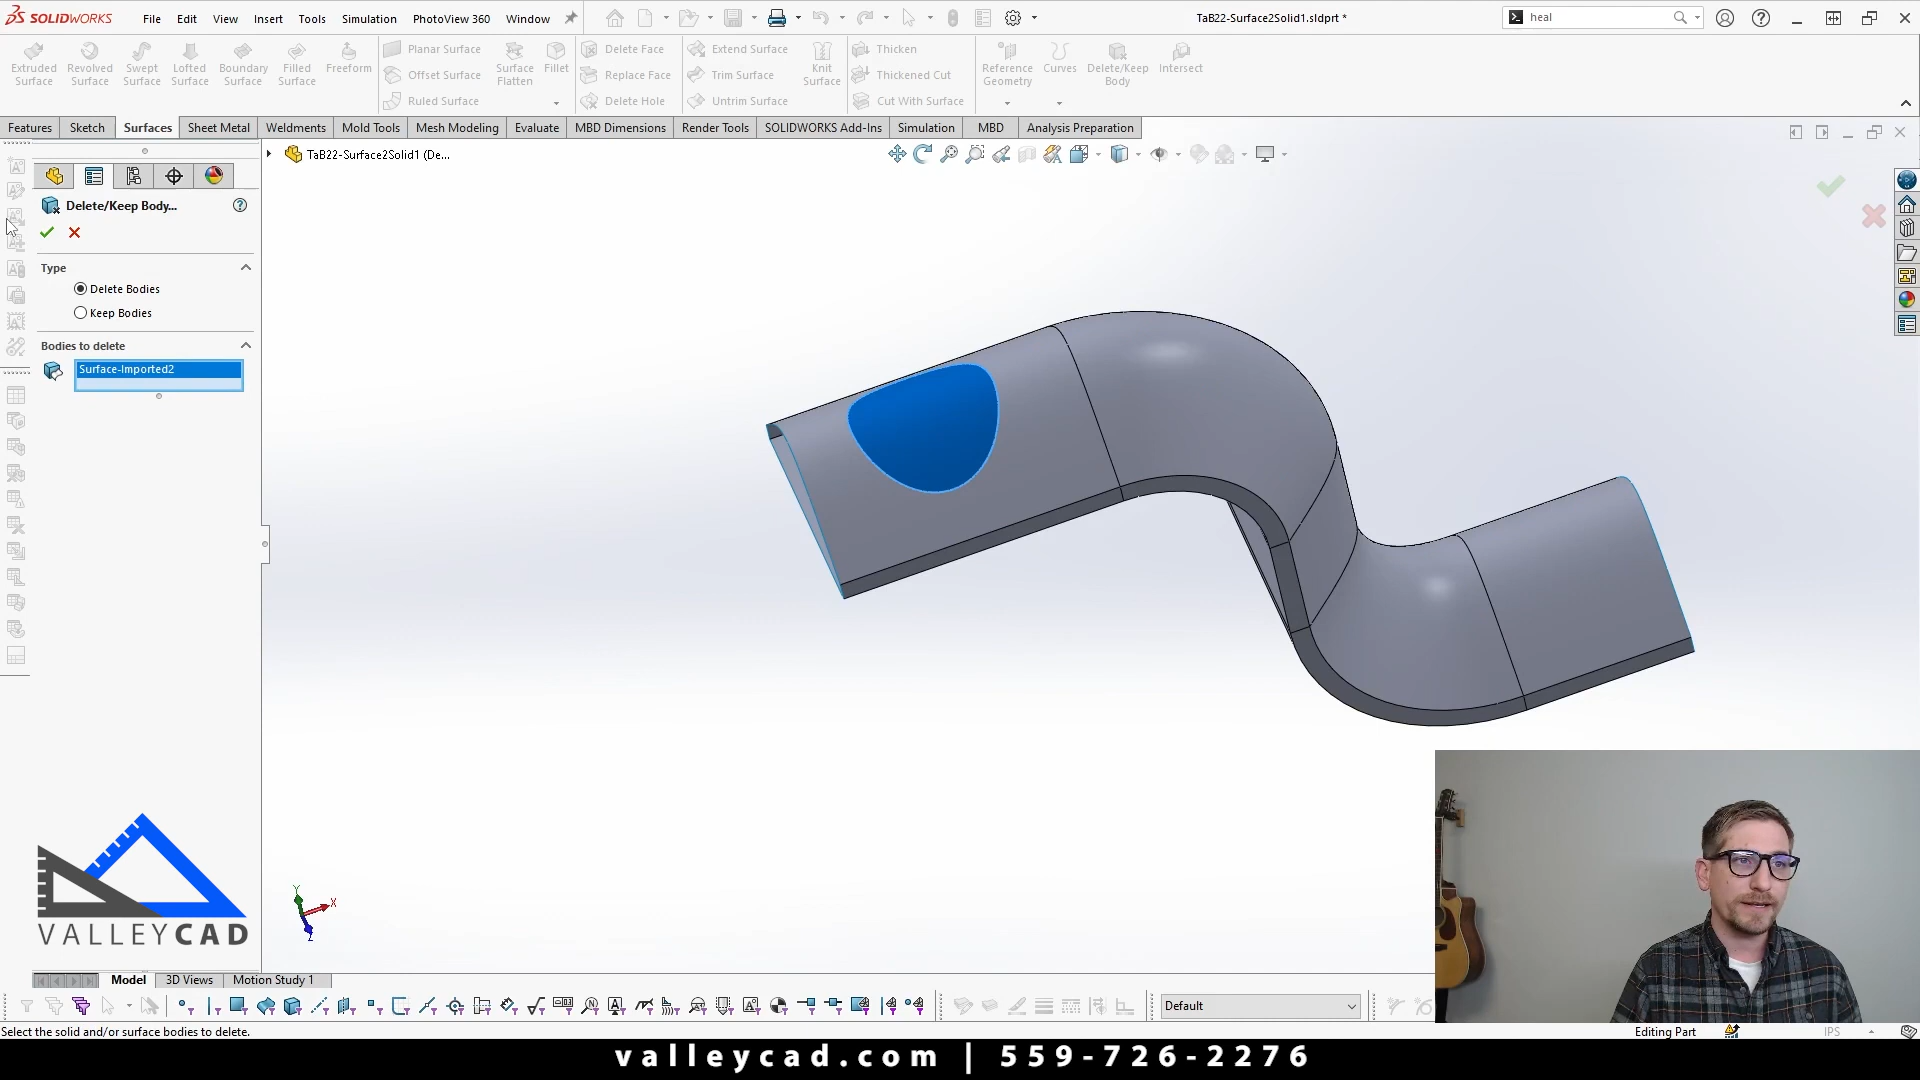 SOLIDWORKS
File Edit View Insert Tools Simulation PhotoView 360 Window
TaB22-Surface2Solid1.sldprt *
heal
Extruded Surface
Revolved Surface
Swept Surface
Lofted Surface
Boundary Surface
Filled Surface
Freeform
Planar Surface
Offset Surface
Ruled Surface
Surface Flatten
Fillet
Delete Face
Replace Face
Delete Hole
Extend Surface
Trim Surface
Untrim Surface
Knit Surface
Thicken
Thickened Cut
Cut With Surface
Reference Geometry
Curves
Delete/Keep Body
Intersect
Features Sketch Surfaces Sheet Metal Weldments Mold Tools Mesh Modeling Evaluate MBD Dimensions Render Tools SOLIDWORKS Add-Ins Simulation MBD Analysis Preparation
TaB22-Surface2Solid1 (De...
Delete/Keep Body...
Type
Delete Bodies
Keep Bodies
Bodies to delete
Surface-Imported2
VALLEYCAD
Y
X
Z
Model 3D Views Motion Study 1
Default
Select the solid and/or surface bodies to delete.
Editing Part
IPS
valleycad.com | 559-726-2276